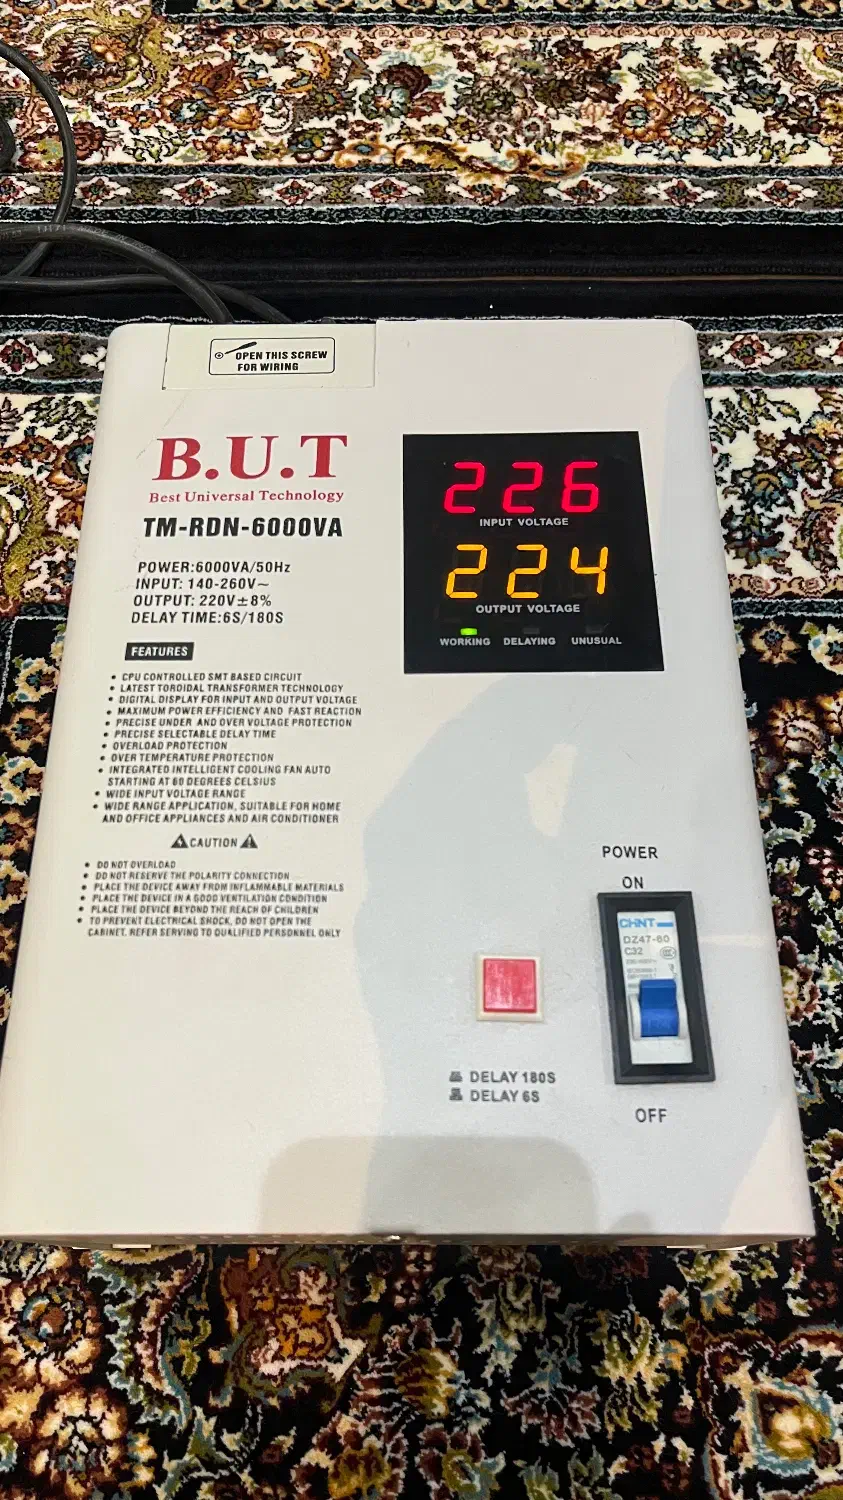 OPEN THIS SCREW
FOR WIRING
B.U.T
Best Universal Technology
TM-RDN-6000VA
POWER:6000VA/50Hz
INPUT: 140-260V~
OUTPUT: 220V±8%
DELAY TIME:6S/180S
FEATURES
• CPU CONTROLLED SMT BASED CIRCUIT
• LATEST TOROIDAL TRANSFORMER TECHNOLOGY
• DIGITAL DISPLAY FOR INPUT AND OUTPUT VOLTAGE
• MAXIMUM POWER EFFICIENCY AND FAST REACTION
• PRECISE UNDER AND OVER VOLTAGE PROTECTION
• PRECISE SELECTABLE DELAY TIME
• OVERLOAD PROTECTION
• OVER TEMPERATURE PROTECTION
• INTEGRATED INTELLIGENT COOLING FAN AUTO
STARTING AT 60 DEGREES CELSIUS
• WIDE INPUT VOLTAGE RANGE
• WIDE RANGE APPLICATION, SUITABLE FOR HOME
AND OFFICE APPLIANCES AND AIR CONDITIONER
CAUTION
• DO NOT OVERLOAD
• DO NOT RESERVE THE POLARITY CONNECTION
• PLACE THE DEVICE AWAY FROM INFLAMMABLE MATERIALS
• PLACE THE DEVICE IN A GOOD VENTILATION CONDITION
• PLACE THE DEVICE BEYOND THE REACH OF CHILDREN
• TO PREVENT ELECTRICAL SHOCK, DO NOT OPEN THE
CABINET. REFER SERVING TO QUALIFIED PERSONNEL ONLY
226
INPUT VOLTAGE
224
OUTPUT VOLTAGE
WORKING DELAYING UNUSUAL
POWER
ON
CHNT
DZ47-60
C32
DELAY 180S
DELAY 6S
OFF